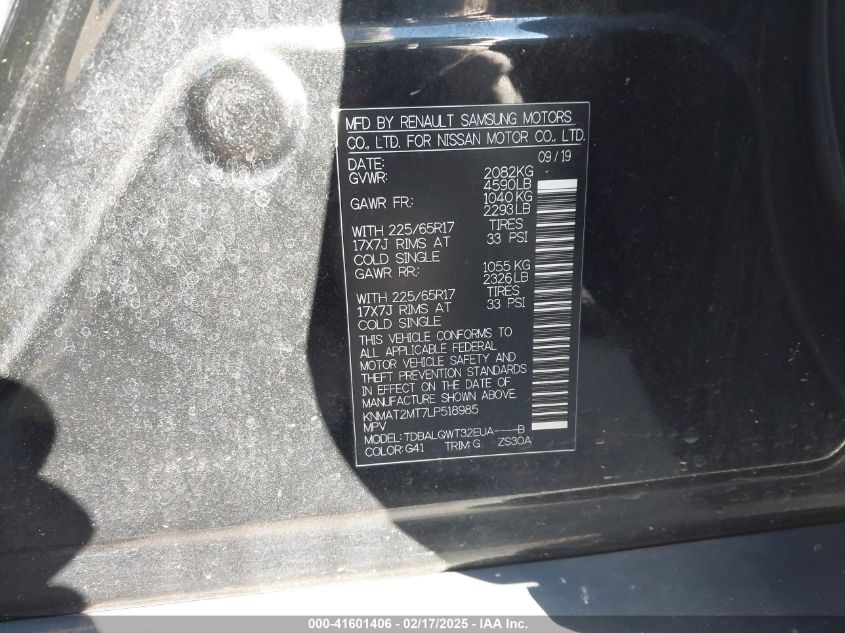 MFD BY RENAULT SAMSUNG MOTORS
CO., LTD. FOR NISSAN MOTOR CO., LTD.
DATE: 09/19
GVWR: 2082KG
4590LB
GAWR FR: 1040KG
2293LB
WITH 225/65R17 TIRES
17X7J RIMS AT 33 PSI
COLD SINGLE
GAWR RR: 1055 KG
2326LB
WITH 225/65R17 TIRES
17X7J RIMS AT 33 PSI
COLD SINGLE
THIS VEHICLE CONFORMS TO
ALL APPLICABLE FEDERAL
MOTOR VEHICLE SAFETY AND
THEFT PREVENTION STANDARDS
IN EFFECT ON THE DATE OF
MANUFACTURE SHOWN ABOVE.
KNMAT2MT7LP518985
MPV
MODEL: TDBALQWT32EUA----B
COLOR: G41 TRIM: G ZS30A
000-41601406 - 02/17/2025 - IAA Inc.